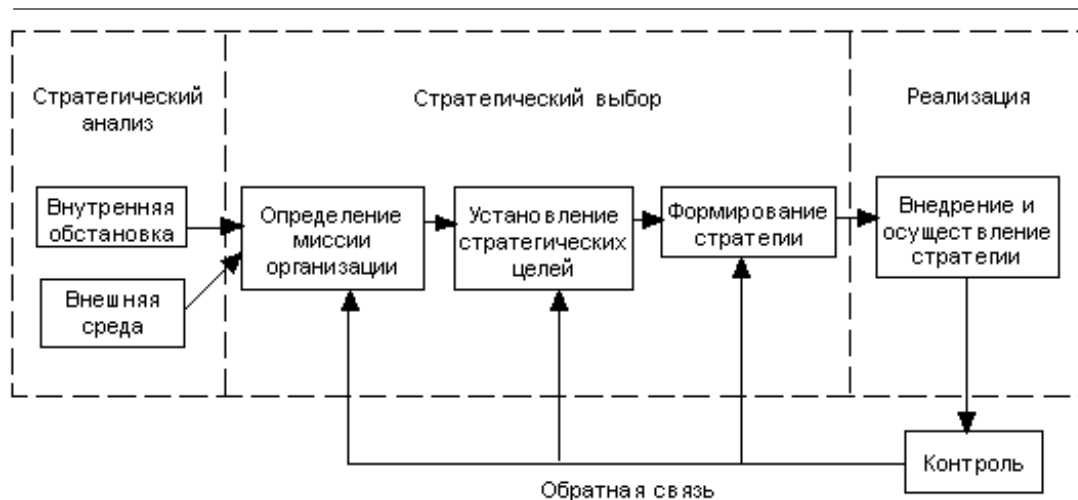 Стратегический
анализ
Стратегический выбор
Реализация
Внутренняя
обстановка
Внешняя
среда
Определение
миссии
организации
Установление
стратегических
целей
Формирование
стратегии
Внедрение и
осуществление
стратегии
Контроль
Обратная связь